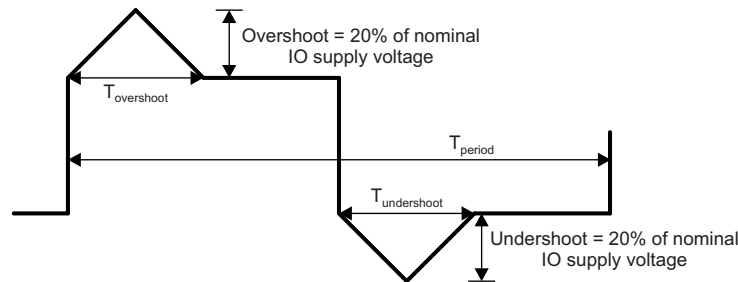 Overshoot = 20% of nominal
IO supply voltage
Tovershoot
Tperiod
Tundershoot
Undershoot = 20% of nominal
IO supply voltage